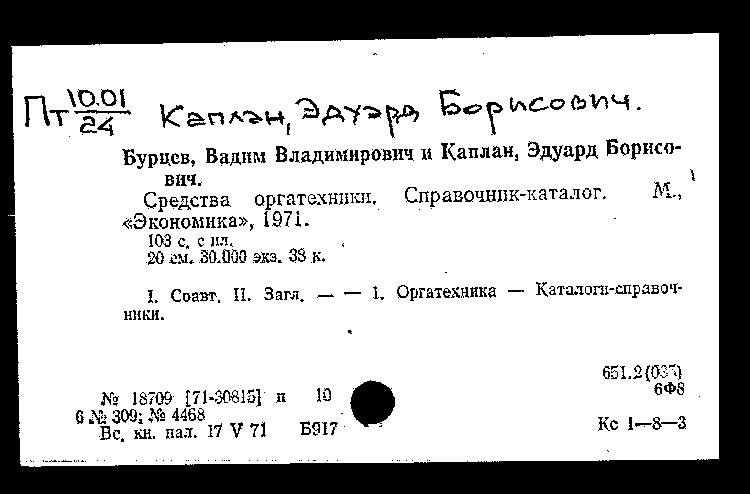 Пт 10.01/24 Каплан, Эдуард Борисович.
Бурцев, Вадим Владимирович и Каплан, Эдуард Борисо-
вич.
Средства оргатехники. Справочник-каталог. М.,
«Экономика», 1971.
103 с. с ил.
20 см. 30.000 экз. 38 к.
I. Соавт. II. Загл. — — 1. Оргатехника — Каталоги-справоч-
ники.
651.2(035)
6Ф8
№ 18709 [71-30815] п 10
6 № 309; № 4468
Вс. кн. пал. 17 V 71 Б917
Кс 1—8—3